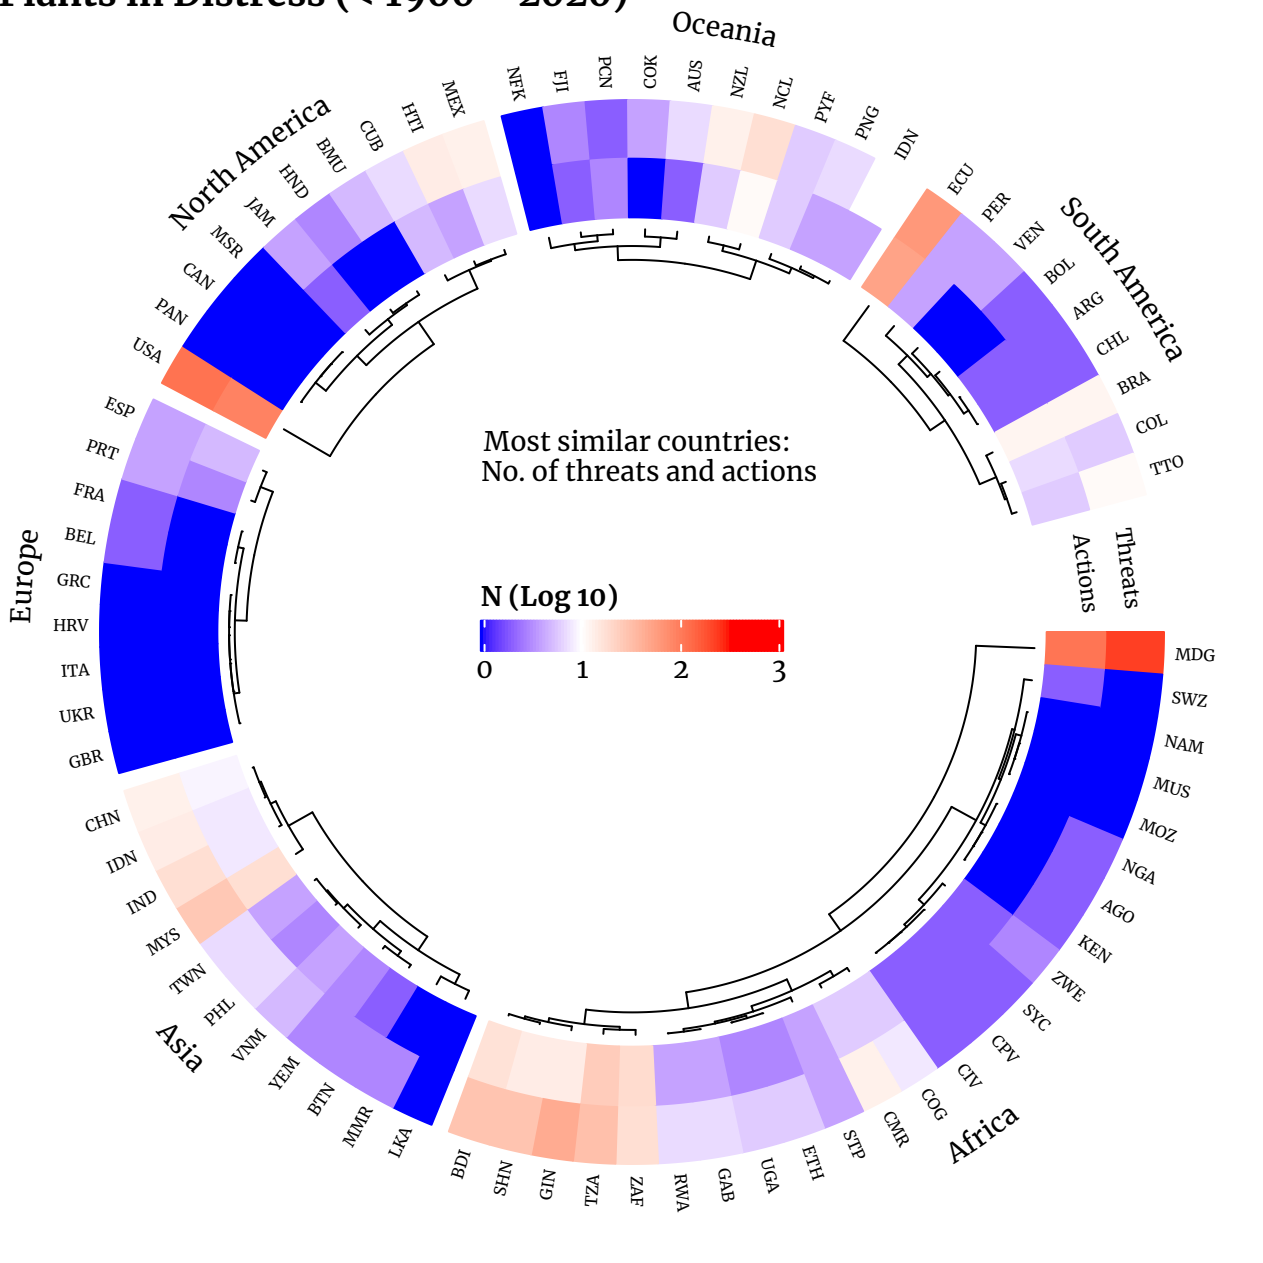 Plants in Distress (< 1900 - 2020)
Oceania
NFK
FJI
PCN
COK
AUS
NZL
NCL
PYF
PNG
IDN
South America
ECU
PER
VEN
BOL
ARG
CHL
BRA
COL
TTO
Actions
Threats
Africa
MDG
SWZ
NAM
MUS
MOZ
NGA
AGO
KEN
ZWE
SYC
CPV
CIV
COG
CMR
STP
ETH
UGA
GAB
RWA
ZAF
TZA
GIN
SHN
BDI
Asia
LKA
MMR
BTN
YEM
VNM
PHL
TWN
MYS
IND
IDN
CHN
Europe
GBR
UKR
ITA
HRV
GRC
BEL
FRA
PRT
ESP
North America
USA
PAN
CAN
MSR
JAM
HND
BMU
CUB
HTI
MEX
Most similar countries:
No. of threats and actions
N (Log 10)
0 1 2 3